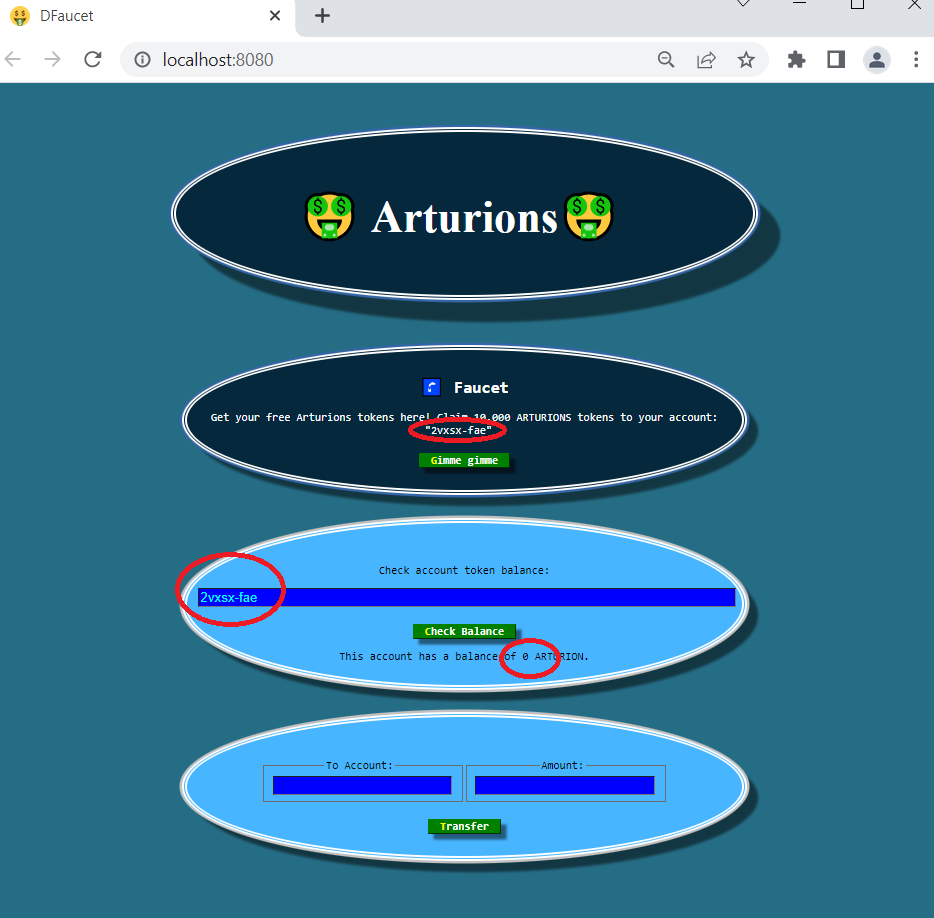 DFaucet
localhost:8080
Arturions
Faucet
Get your free Arturions tokens here! Claim 10,000 ARTURIONS tokens to your account:
"2vxsx-fae"
Gimme gimme
Check account token balance:
2vxsx-fae
Check Balance
This account has a balance of 0 ARTURION.
To Account: Amount:
Transfer